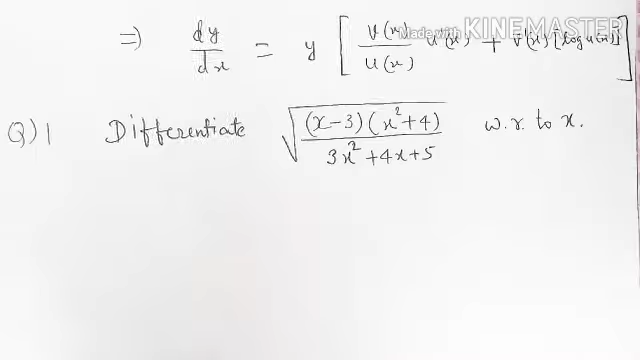 Made with KINEMASTER
⇒ dy/dx = y [ v(x)/u(x) u'(x) + v'(x) [log u(x)] ]
Q) 1 Differentiate √((x-3)(x²+4)/(3x²+4x+5)) w.r. to x.